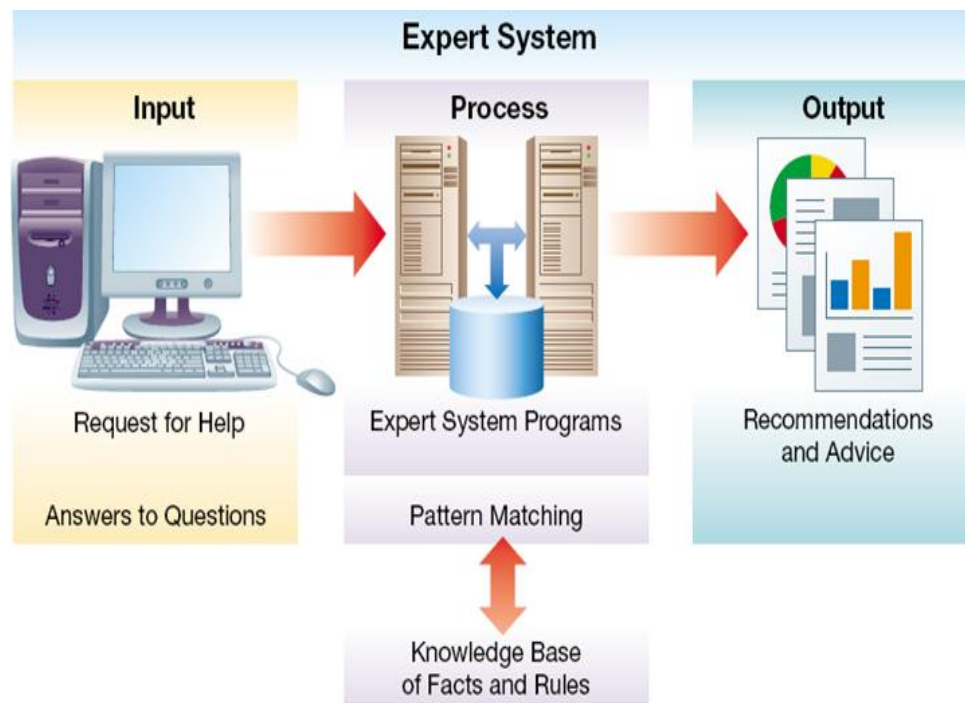 Expert System
Input
Process
Output
Request for Help
Answers to Questions
Expert System Programs
Pattern Matching
Knowledge Base
of Facts and Rules
Recommendations
and Advice